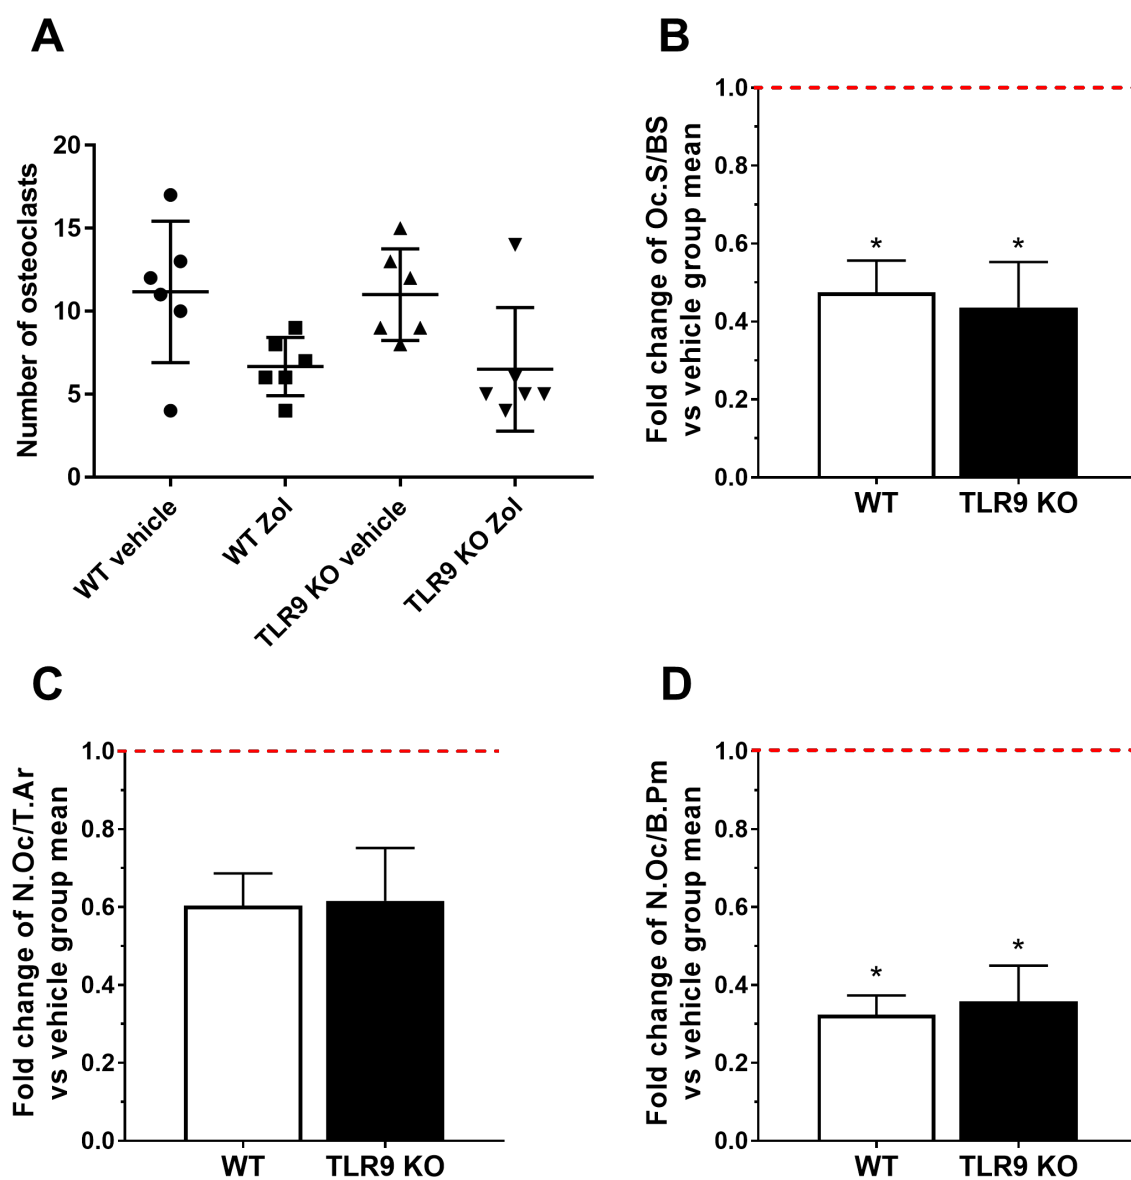 A
Number of osteoclasts
20
15
10
5
0
WT vehicle
WT Zol
TLR9 KO vehicle
TLR9 KO Zol
B
Fold change of Oc.S/BS
vs vehicle group mean
1.0
0.8
0.6
0.4
0.2
0.0
*
*
WT
TLR9 KO
C
Fold change of N.Oc/T.Ar
vs vehicle group mean
1.0
0.8
0.6
0.4
0.2
0.0
WT
TLR9 KO
D
Fold change of N.Oc/B.Pm
vs vehicle group mean
1.0
0.8
0.6
0.4
0.2
0.0
*
*
WT
TLR9 KO